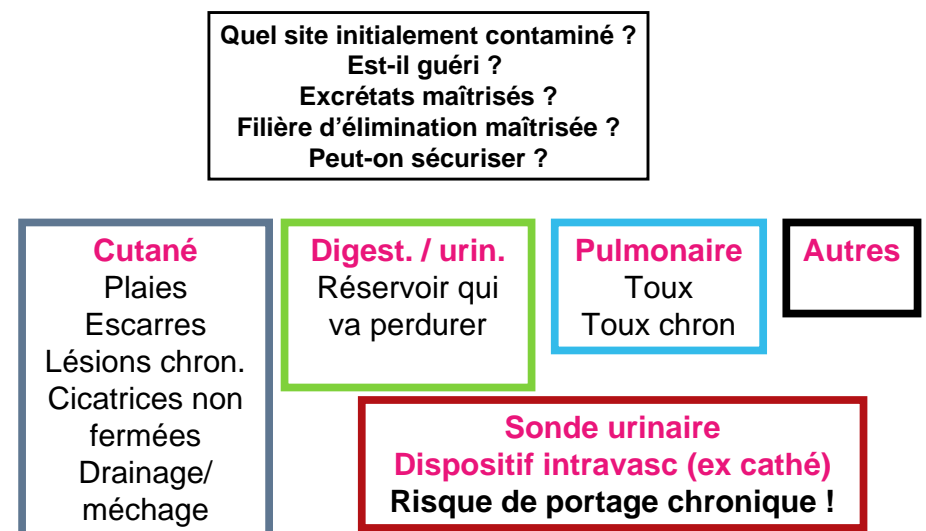 Quel site initialement contaminé ?
Est-il guéri ?
Excrétats maîtrisés ?
Filière d'élimination maîtrisée ?
Peut-on sécuriser ?
Cutané
Plaies
Escarres
Lésions chron.
Cicatrices non
fermées
Drainage/
méchage
Digest. / urin.
Réservoir qui
va perdurer
Pulmonaire
Toux
Toux chron
Autres
Sonde urinaire
Dispositif intravasc (ex cathé)
Risque de portage chronique !